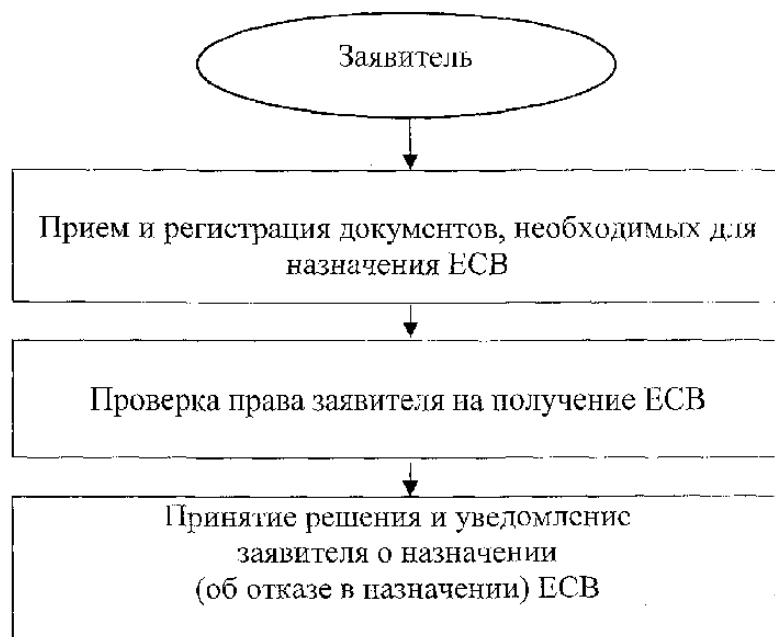 Заявитель
Прием и регистрация документов, необходимых для
назначения ЕСВ
Проверка права заявителя на получение ЕСВ
Принятие решения и уведомление
заявителя о назначении
(об отказе в назначении) ЕСВ